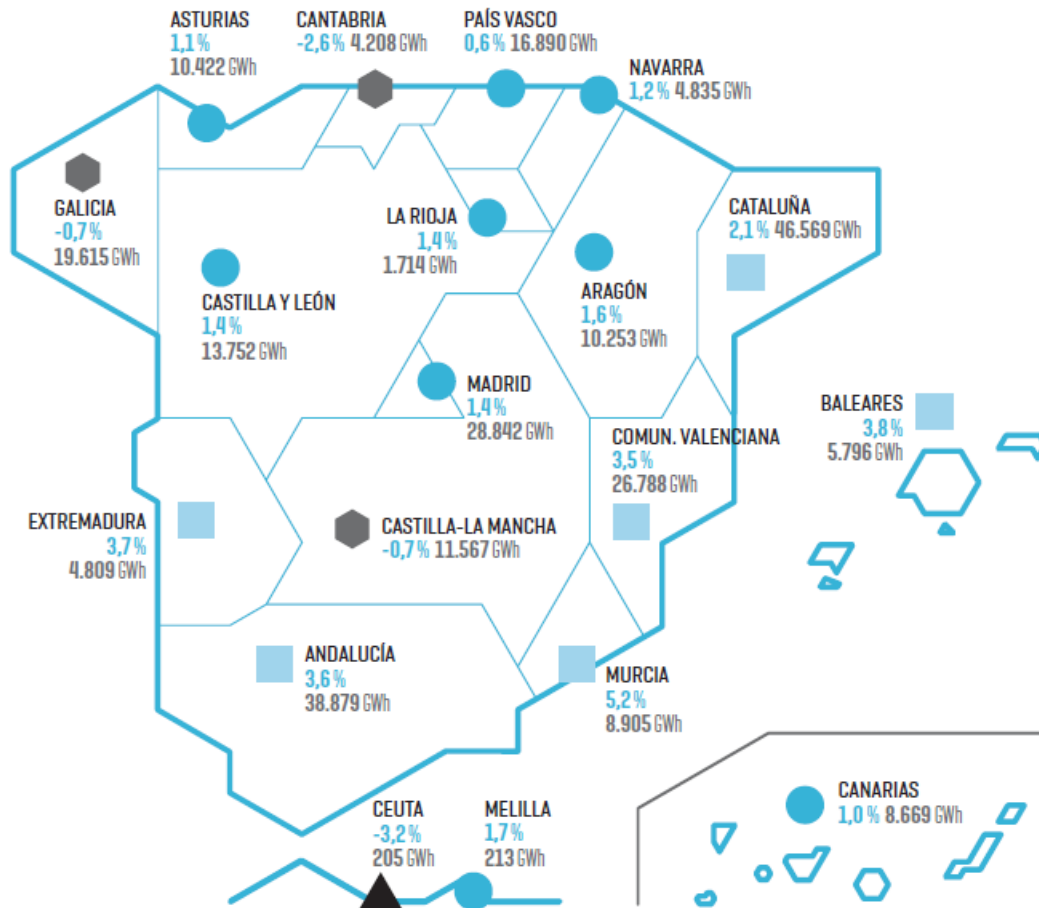 ASTURIAS
1,1 %
10.422 GWh
CANTABRIA
-2,6 % 4.208 GWh
PAÍS VASCO
0,6 % 16.890 GWh
NAVARRA
1,2 % 4.835 GWh
GALICIA
-0,7 %
19.615 GWh
LA RIOJA
1,4 %
1.714 GWh
CATALUÑA
2,1 % 46.569 GWh
CASTILLA Y LEÓN
1,4 %
13.752 GWh
ARAGÓN
1,6 %
10.253 GWh
MADRID
1,4 %
28.842 GWh
COMUN. VALENCIANA
3,5 %
26.788 GWh
BALEARES
3,8 %
5.796 GWh
EXTREMADURA
3,7 %
4.809 GWh
CASTILLA-LA MANCHA
-0,7 % 11.567 GWh
ANDALUCÍA
3,6 %
38.879 GWh
MURCIA
5,2 %
8.905 GWh
CEUTA
-3,2 %
205 GWh
MELILLA
1,7 %
213 GWh
CANARIAS
1,0 % 8.669 GWh